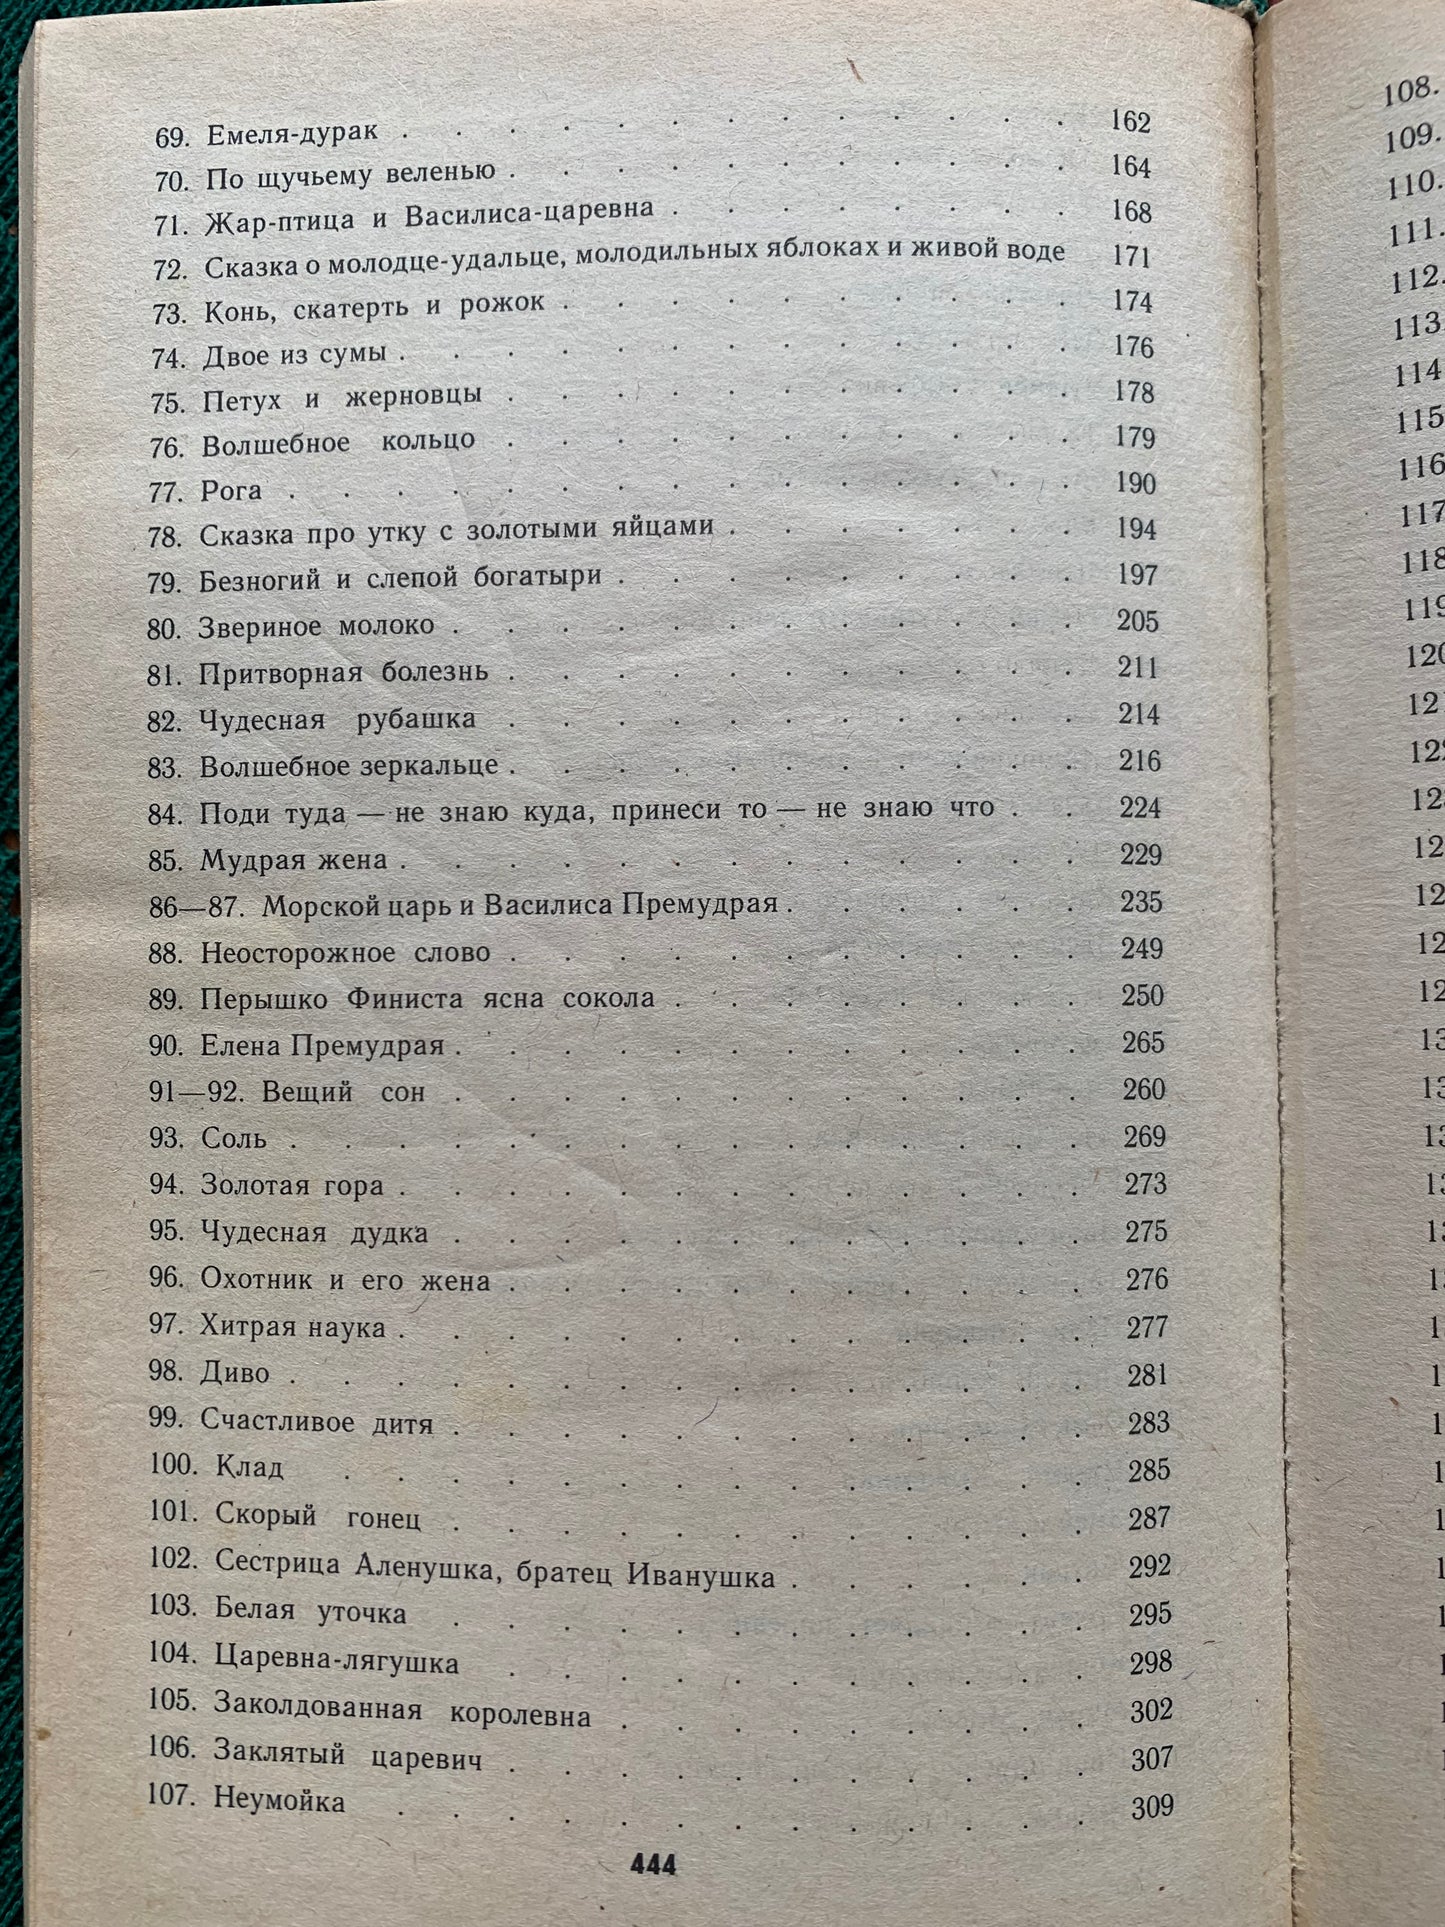 69. Емеля-дурак . . . . . . . . . . . . . 162
70. По щучьему веленью . . . . . . . . . . . 164
71. Жар-птица и Василиса-царевна . . . . . . . . 168
72. Сказка о молодце-удальце, молодильных яблоках и живой воде 171
73. Конь, скатерть и рожок . . . . . . . . . . 174
74. Двое из сумы . . . . . . . . . . . . . 176
75. Петух и жерновцы . . . . . . . . . . . 178
76. Волшебное кольцо . . . . . . . . . . . 179
77. Рога . . . . . . . . . . . . . . . 190
78. Сказка про утку с золотыми яйцами . . . . . . . 194
79. Безногий и слепой богатыри . . . . . . . . . 197
80. Звериное молоко . . . . . . . . . . . . 205
81. Притворная болезнь . . . . . . . . . . . 211
82. Чудесная рубашка . . . . . . . . . . . 214
83. Волшебное зеркальце . . . . . . . . . . . 216
84. Поди туда — не знаю куда, принеси то — не знаю что . . 224
85. Мудрая жена . . . . . . . . . . . . . 229
86—87. Морской царь и Василиса Премудрая . . . . . . 235
88. Неосторожное слово . . . . . . . . . . . 249
89. Перышко Финиста ясна сокола . . . . . . . . 250
90. Елена Премудрая . . . . . . . . . . . . 265
91—92. Вещий сон . . . . . . . . . . . . 260
93. Соль . . . . . . . . . . . . . . . 269
94. Золотая гора . . . . . . . . . . . . . 273
95. Чудесная дудка . . . . . . . . . . . . 275
96. Охотник и его жена . . . . . . . . . . . 276
97. Хитрая наука . . . . . . . . . . . . . 277
98. Диво . . . . . . . . . . . . . . . 281
99. Счастливое дитя . . . . . . . . . . . . 283
100. Клад . . . . . . . . . . . . . . 285
101. Скорый гонец . . . . . . . . . . . . 287
102. Сестрица Аленушка, братец Иванушка . . . . . . 292
103. Белая уточка . . . . . . . . . . . . 295
104. Царевна-лягушка . . . . . . . . . . . 298
105. Заколдованная королевна . . . . . . . . . 302
106. Заклятый царевич . . . . . . . . . . . 307
107. Неумойка . . . . . . . . . . . . . 309
444
108.
109.
110.
111.
112.
113.
114
115
116
117
118